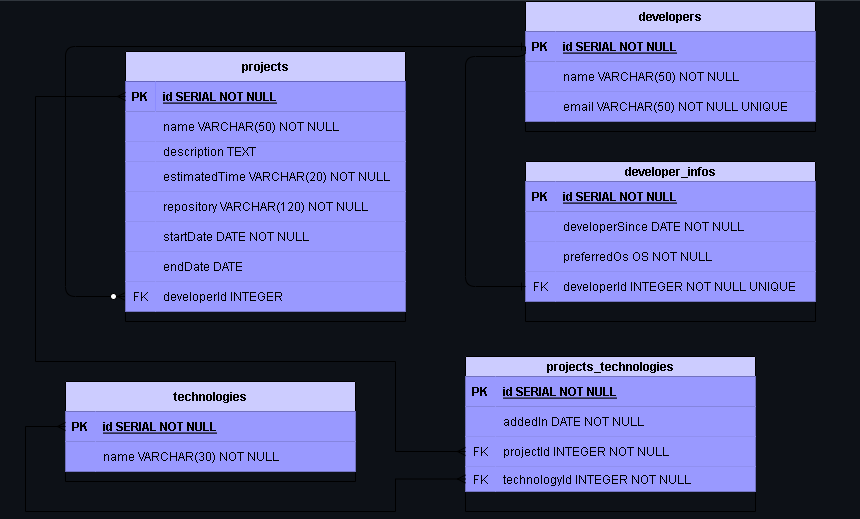 developers
PK id SERIAL NOT NULL
name VARCHAR(50) NOT NULL
email VARCHAR(50) NOT NULL UNIQUE
projects
PK id SERIAL NOT NULL
name VARCHAR(50) NOT NULL
description TEXT
estimatedTime VARCHAR(20) NOT NULL
repository VARCHAR(120) NOT NULL
startDate DATE NOT NULL
endDate DATE
FK developerId INTEGER
developer_infos
PK id SERIAL NOT NULL
developerSince DATE NOT NULL
preferredOs OS NOT NULL
FK developerId INTEGER NOT NULL UNIQUE
technologies
PK id SERIAL NOT NULL
name VARCHAR(30) NOT NULL
projects_technologies
PK id SERIAL NOT NULL
addedIn DATE NOT NULL
FK projectId INTEGER NOT NULL
FK technologyId INTEGER NOT NULL